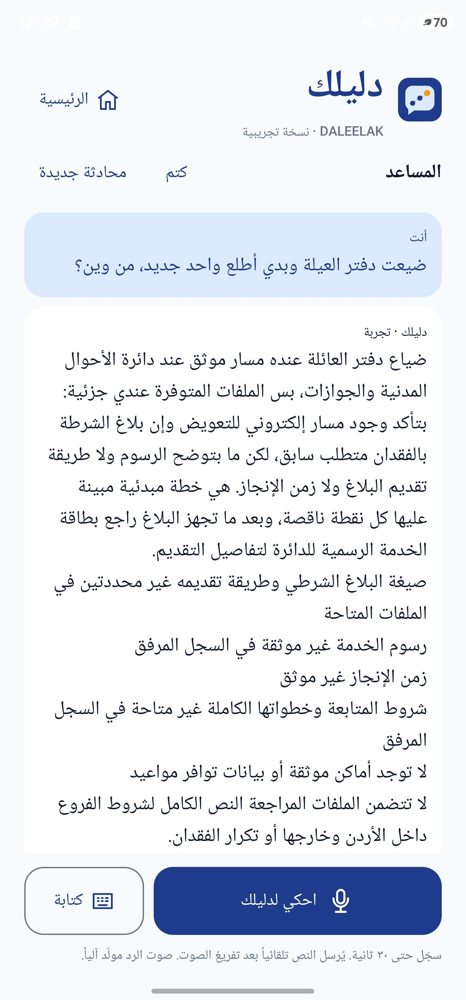 12:32
70
دليلك
DALEELAK · نسخة تجريبية
الرئيسية
المساعد
كتم
محادثة جديدة
أنت
ضيعت دفتر العيلة وبدي أطلع واحد جديد، من وين؟
دليلك · تجربة
ضياع دفتر العائلة عنده مسار موثق عند دائرة الأحوال
المدنية والجوازات، بس الملفات المتوفرة عندي جزئية:
بتأكد وجود مسار إلكتروني للتعويض وإن بلاغ الشرطة
بالفقدان متطلب سابق، لكن ما بتوضح الرسوم ولا طريقة
تقديم البلاغ ولا زمن الإنجاز. هي خطة مبدئية مبينة
عليها كل نقطة ناقصة، وبعد ما تجهز البلاغ راجع بطاقة
الخدمة الرسمية للدائرة لتفاصيل التقديم.
صيغة البلاغ الشرطي وطريقة تقديمه غير محددتين في
الملفات المتاحة
رسوم الخدمة غير موثقة في السجل المرفق
زمن الإنجاز غير موثق
شروط المتابعة وخطواتها الكاملة غير متاحة في السجل
المرفق
لا توجد أماكن موثقة أو بيانات توافر مواعيد
لا تتضمن الملفات المراجعة النص الكامل لشروط الفروع
داخل الأردن وخارجها أو تكرار الفقدان.
احكي لدليلك
كتابة
سجّل حتى ٣٠ ثانية. يُرسل النص تلقائياً بعد تفريغ الصوت. صوت الرد مولّد آلياً.